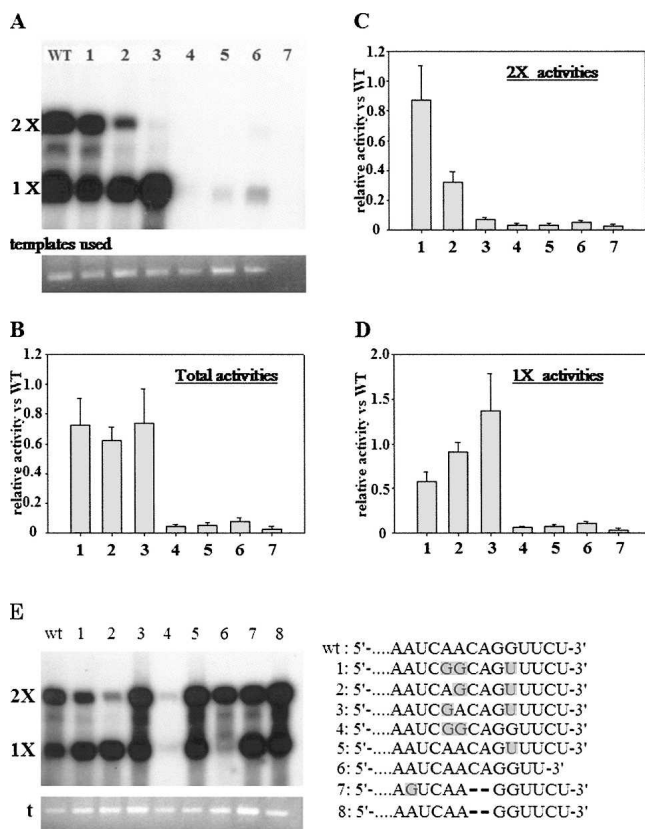 A
WT 1 2 3 4 5 6 7
2 X
1 X
templates used
B
1.2
1.0
0.8
0.6
0.4
0.2
0
relative activity vs WT
Total activities
1 2 3 4 5 6 7
C
1.2
1.0
0.8
0.6
0.4
0.2
0
relative activity vs WT
2X activities
1 2 3 4 5 6 7
D
2.0
1.5
1.0
0.5
0
relative activity vs WT
1X activities
1 2 3 4 5 6 7
E
wt 1 2 3 4 5 6 7 8
2X
1X
t
wt : 5'-....AAUCAACAGGUUCU-3'
1: 5'-....AAUCGGCAGUUUCU-3'
2: 5'-....AAUCAGCAGUUUCU-3'
3: 5'-....AAUCGACAGUUUCU-3'
4: 5'-....AAUCGGCAGGUUCU-3'
5: 5'-....AAUCAACAGUUUCU-3'
6: 5'-....AAUCAACAGGUU-3'
7: 5'-....AGUCAA--GGUUCU-3'
8: 5'-....AAUCAA--GGUUCU-3'